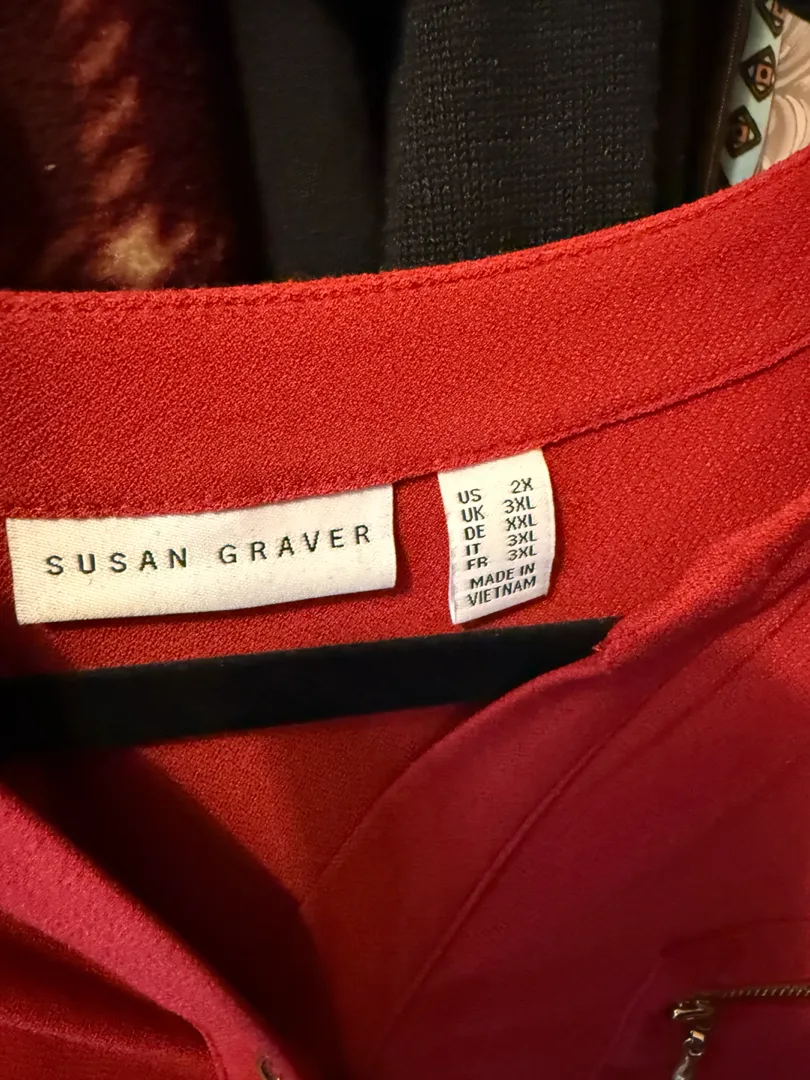 SUSAN GRAVER
US 2X
UK 3XL
DE XXL
IT 3XL
FR 3XL
MADE IN
VIETNAM